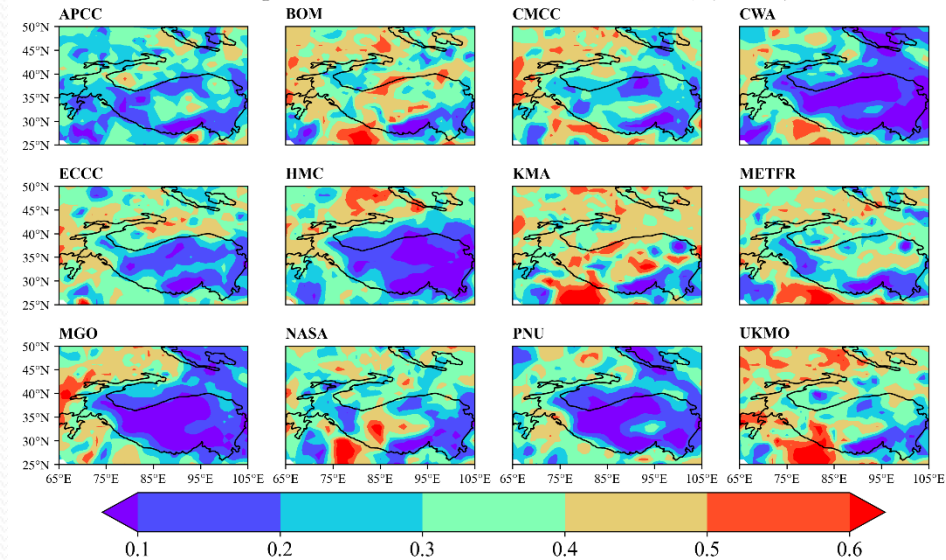 APCC BOM CMCC CWA
50°N
45°N
40°N
35°N
30°N
25°N
ECCC HMC KMA METFR
50°N
45°N
40°N
35°N
30°N
25°N
MGO NASA PNU UKMO
50°N
45°N
40°N
35°N
30°N
25°N
65°E 75°E 85°E 95°E 105°E 65°E 75°E 85°E 95°E 105°E 65°E 75°E 85°E 95°E 105°E 65°E 75°E 85°E 95°E 105°E
0.1 0.2 0.3 0.4 0.5 0.6